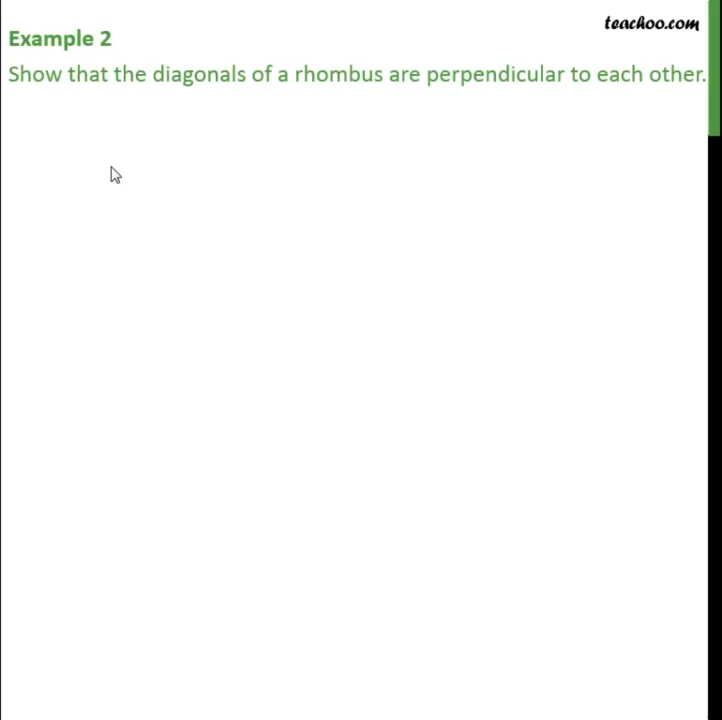 teachoo.com
Example 2
Show that the diagonals of a rhombus are perpendicular to each other.